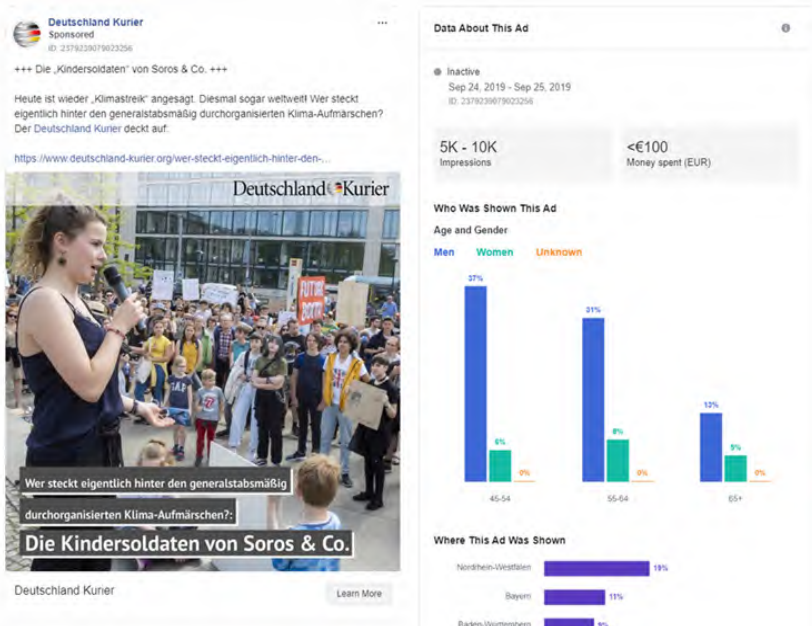 Deutschland Kurier
Sponsored
ID: 2379239079023256
+++ Die „Kindersoldaten" von Soros & Co. +++
Heute ist wieder „Klimastreik" angesagt. Diesmal sogar weltweit! Wer steckt
eigentlich hinter den generalstabsmäßig durchorganisierten Klima-Aufmärschen?
Der Deutschland Kurier deckt auf:
https://www.deutschland-kurier.org/wer-steckt-eigentlich-hinter-den-...
Deutschland Kurier
FUTURE
GAP
Wer steckt eigentlich hinter den generalstabsmäßig
durchorganisierten Klima-Aufmärschen?:
Die Kindersoldaten von Soros & Co.
Deutschland Kurier
Learn More
Data About This Ad
Inactive
Sep 24, 2019 - Sep 25, 2019
ID: 2379239079023256
5K - 10K
Impressions
<€100
Money spent (EUR)
Who Was Shown This Ad
Age and Gender
Men Women Unknown
37%
6%
0%
31%
8%
0%
13%
5%
0%
45-54
55-64
65+
Where This Ad Was Shown
Nordrhein-Westfalen
19%
Bayern
11%
Baden-Württemberg
9%